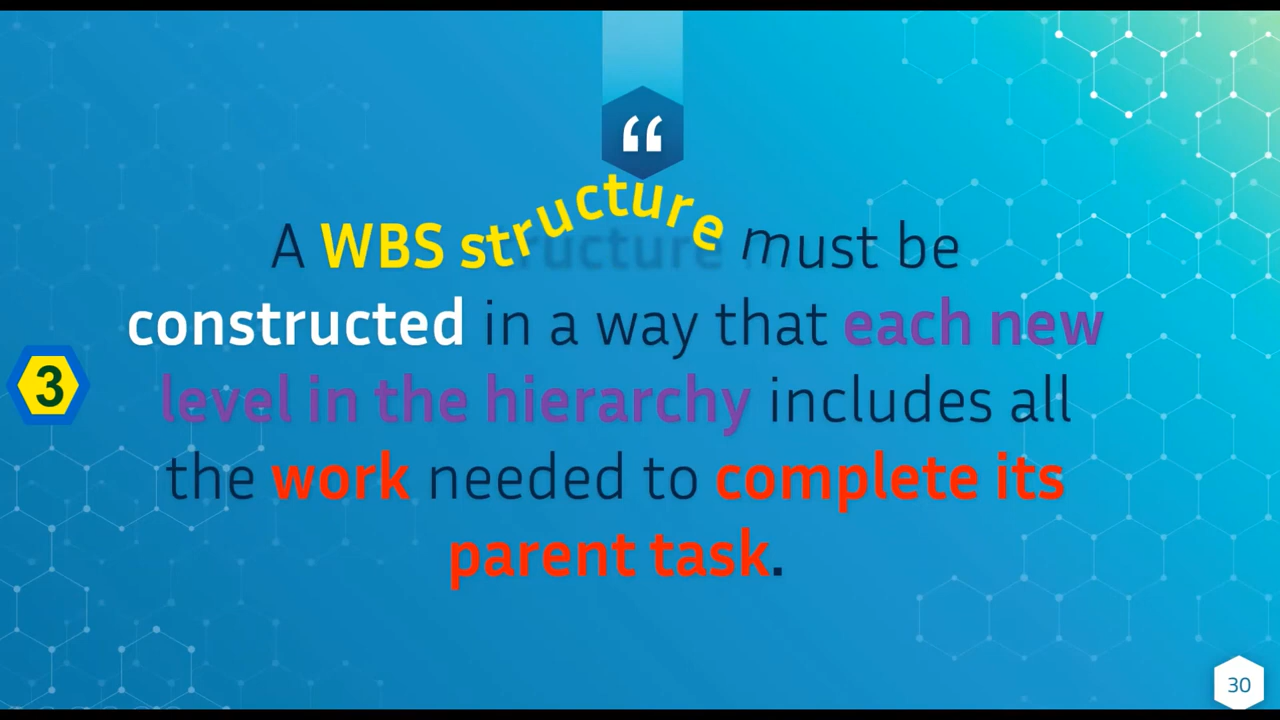 “
A WBS structure must be
constructed in a way that each new
level in the hierarchy includes all
3
the work needed to complete its
parent task.
30